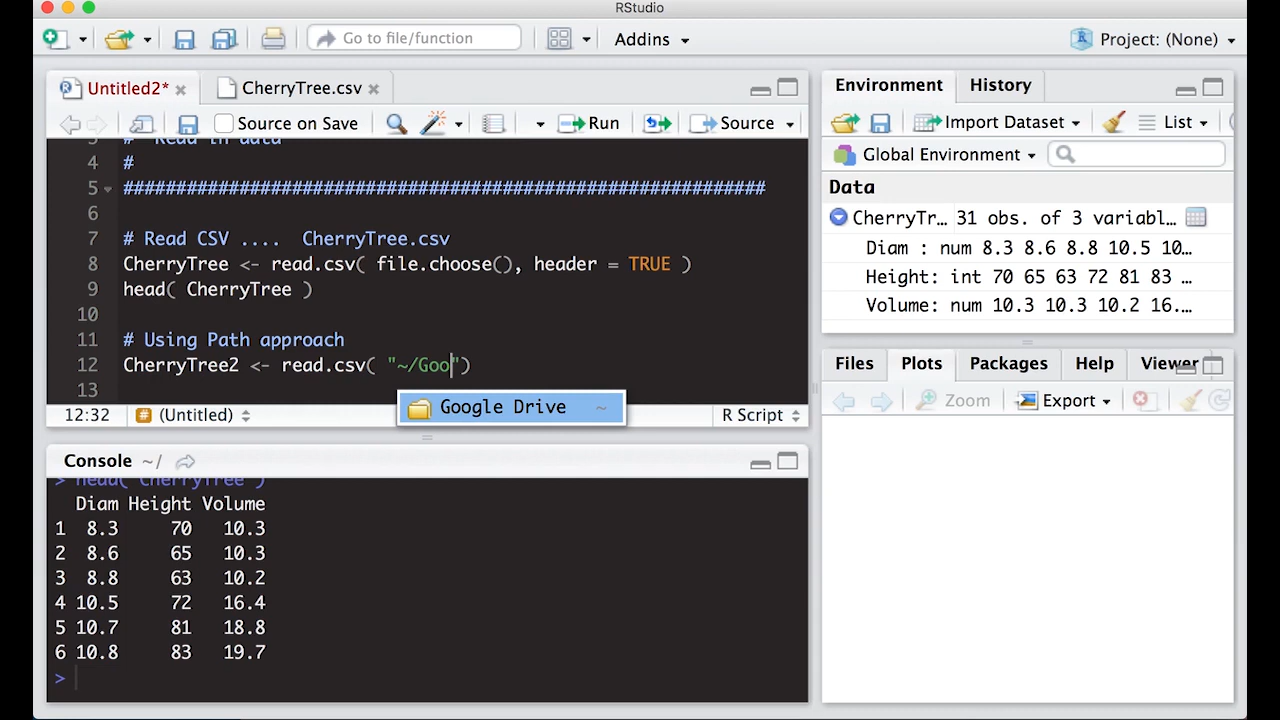 RStudio
Go to file/function
Addins
Project: (None)
Untitled2*
CherryTree.csv
Source on Save
Run
Source
3 # Read in data
4 #
5 ##############################################################
6
7 # Read CSV .... CherryTree.csv
8 CherryTree <- read.csv( file.choose(), header = TRUE )
9 head( CherryTree )
10
11 # Using Path approach
12 CherryTree2 <- read.csv( "~/Goo")
13
Google Drive ~
12:32 # (Untitled) R Script
Console ~/
> head( CherryTree )
Diam Height Volume
1 8.3 70 10.3
2 8.6 65 10.3
3 8.8 63 10.2
4 10.5 72 16.4
5 10.7 81 18.8
6 10.8 83 19.7
>
Environment History
Import Dataset List
Global Environment
Data
CherryTr… 31 obs. of 3 variabl…
Diam : num 8.3 8.6 8.8 10.5 10…
Height: int 70 65 63 72 81 83 …
Volume: num 10.3 10.3 10.2 16.…
Files Plots Packages Help Viewer
Zoom Export